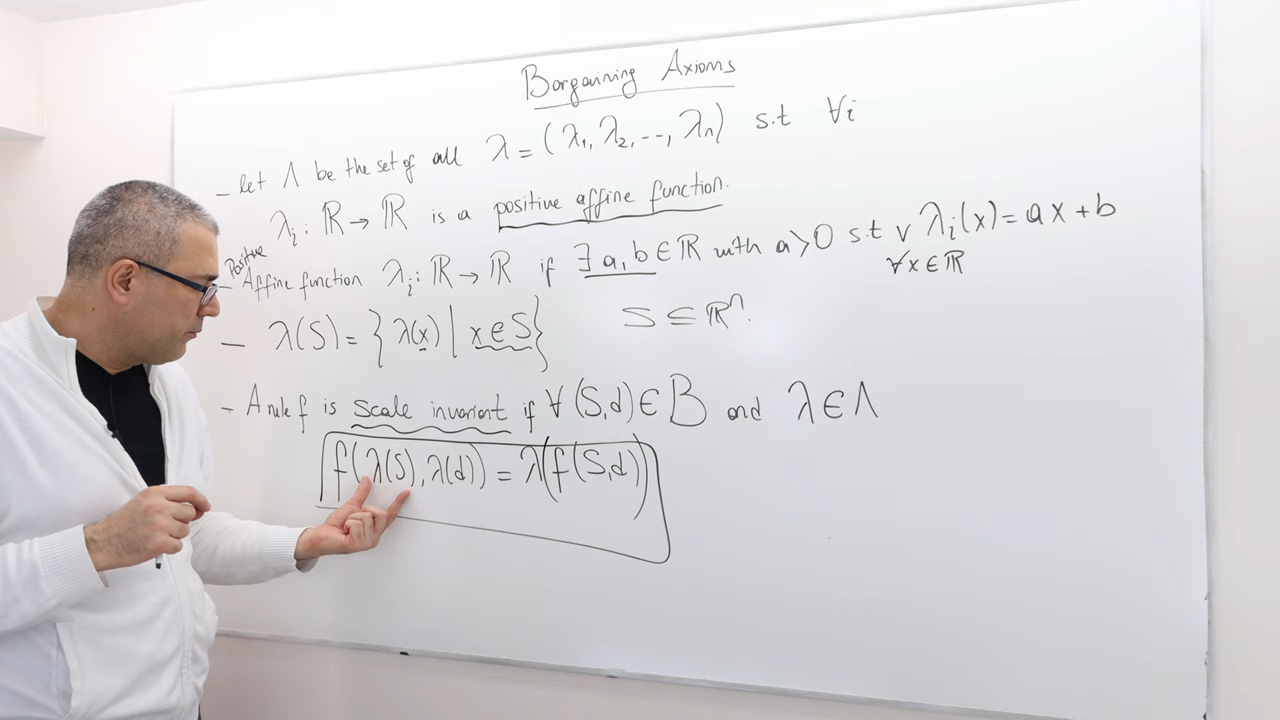 Bargaining Axioms
- let Λ be the set of all λ = (λ₁, λ₂, --, λₙ) s.t ∀i
λᵢ : ℝ → ℝ is a positive affine function.
Positive
- Affine function λᵢ : ℝ → ℝ if ∃ a, b ∈ ℝ with a > 0 s.t ∨ λᵢ(x) = ax + b
∀x ∈ ℝ
- λ(S) = { λ(x) | x ∈ S } S ⊆ ℝⁿ.
- A rule f is scale invariant if ∀ (S,d) ∈ B and λ ∈ Λ
f(λ(S), λ(d)) = λ(f(S,d))